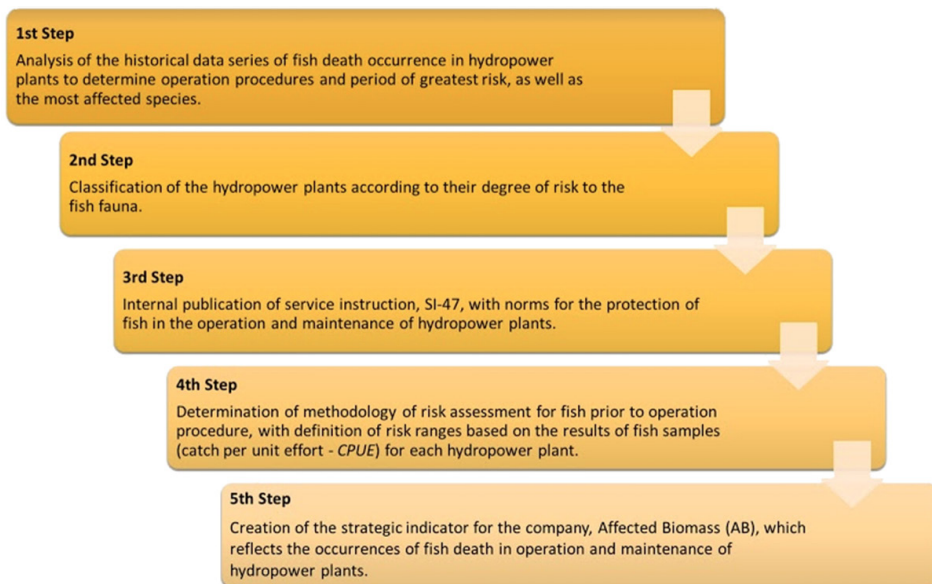 1st Step
Analysis of the historical data series of fish death occurrence in hydropower
plants to determine operation procedures and period of greatest risk, as well as
the most affected species.
2nd Step
Classification of the hydropower plants according to their degree of risk to the
fish fauna.
3rd Step
Internal publication of service instruction, SI-47, with norms for the protection of
fish in the operation and maintenance of hydropower plants.
4th Step
Determination of methodology of risk assessment for fish prior to operation
procedure, with definition of risk ranges based on the results of fish samples
(catch per unit effort - CPUE) for each hydropower plant.
5th Step
Creation of the strategic indicator for the company, Affected Biomass (AB), which
reflects the occurrences of fish death in operation and maintenance of
hydropower plants.